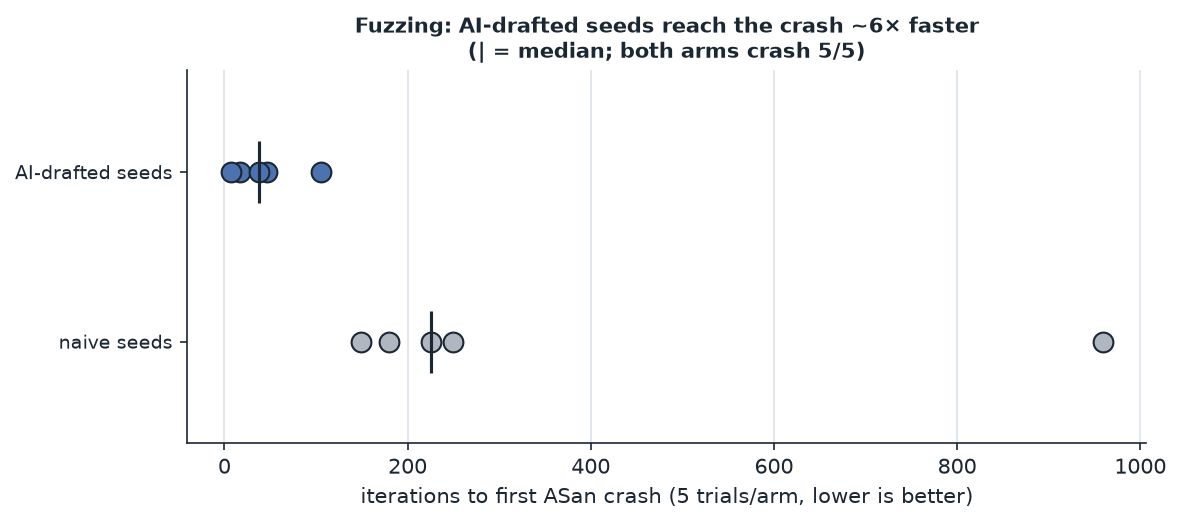 Fuzzing: AI-drafted seeds reach the crash ~6× faster
(| = median; both arms crash 5/5)
AI-drafted seeds
naive seeds
0 200 400 600 800 1000
iterations to first ASan crash (5 trials/arm, lower is better)